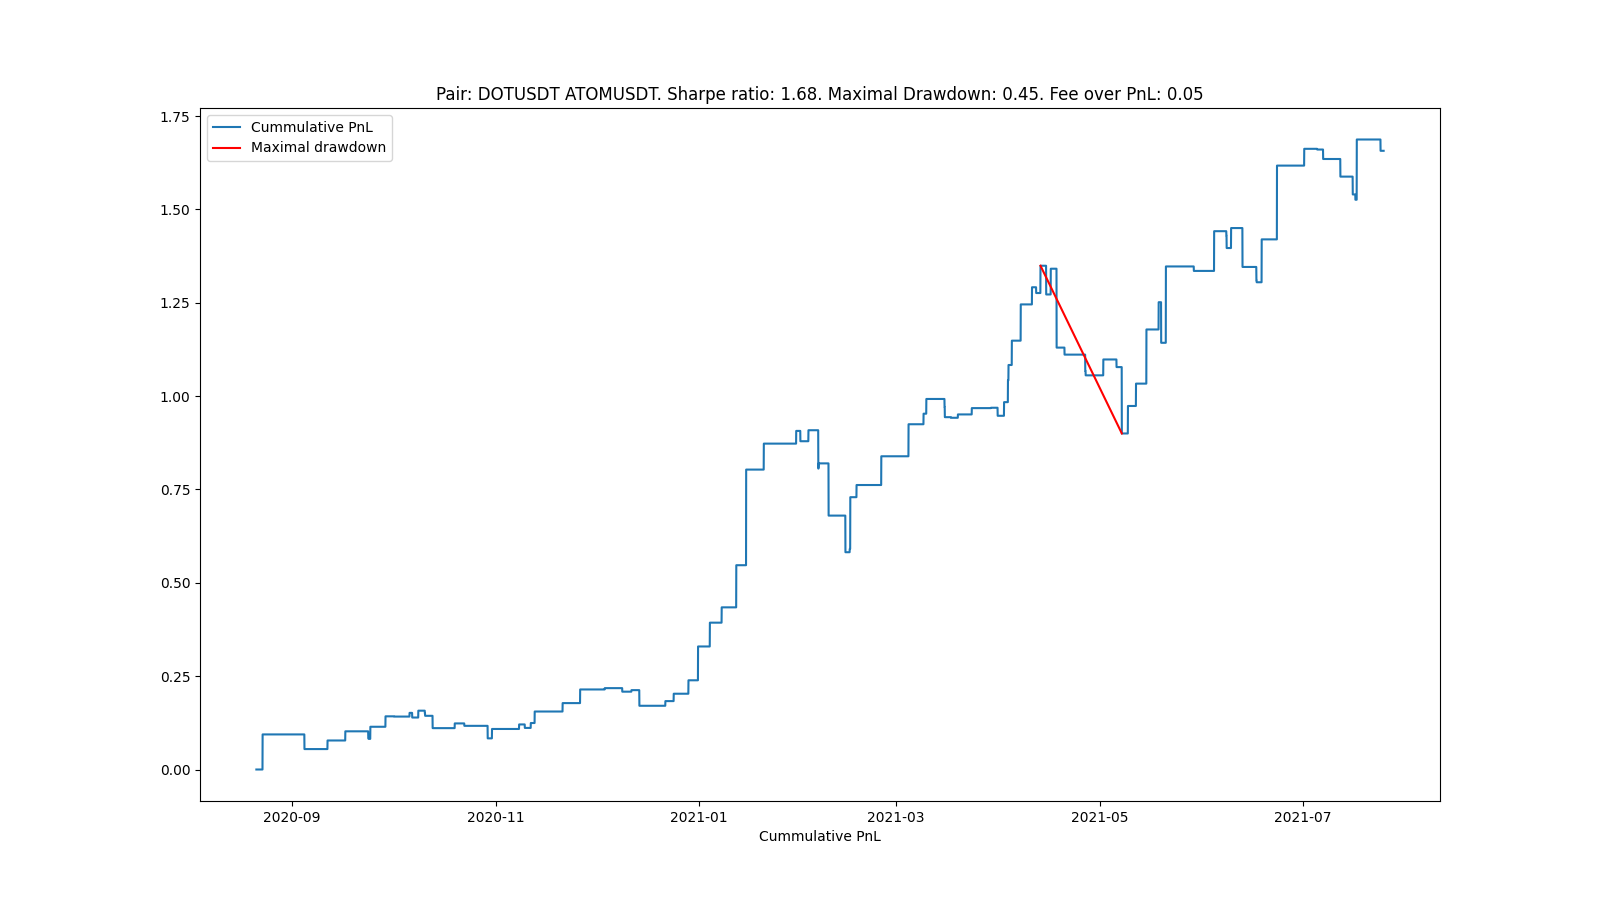 Pair: DOTUSDT ATOMUSDT. Sharpe ratio: 1.68. Maximal Drawdown: 0.45. Fee over PnL: 0.05
Cummulative PnL
Maximal drawdown
1.75
1.50
1.25
1.00
0.75
0.50
0.25
0.00
2020-09 2020-11 2021-01 2021-03 2021-05 2021-07
Cummulative PnL